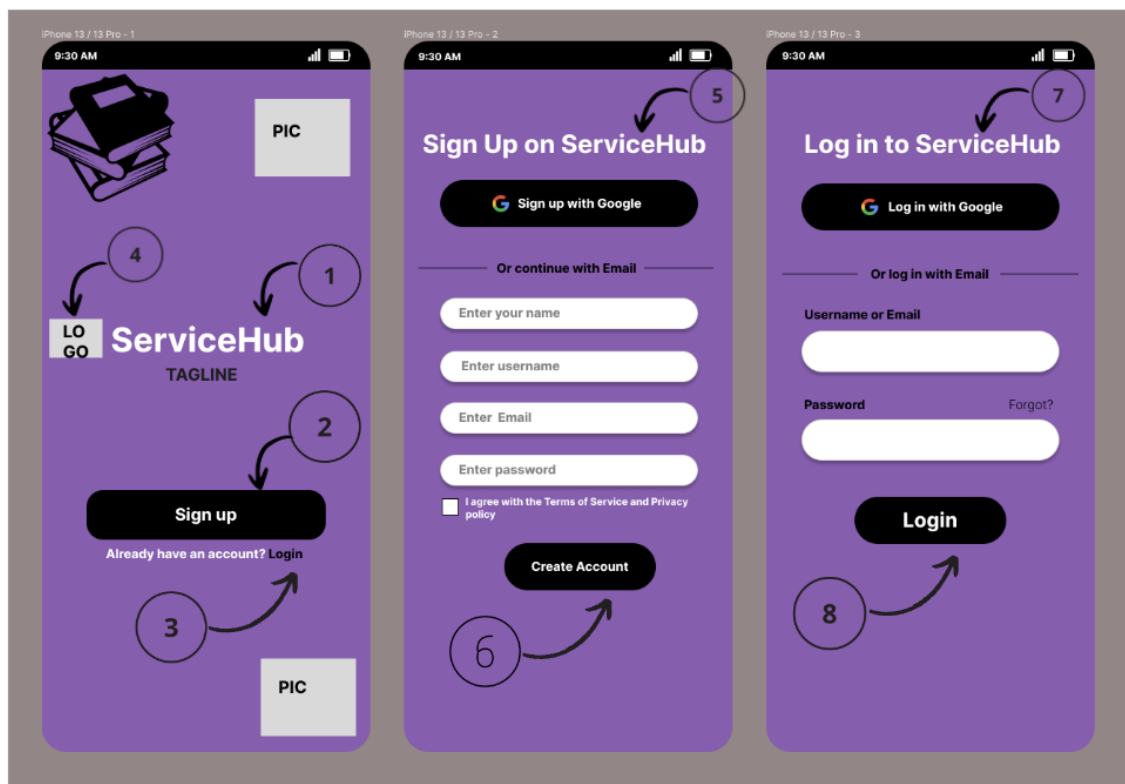 iPhone 13 / 13 Pro - 1
9:30 AM
PIC
4
1
LO
GO
ServiceHub
TAGLINE
2
Sign up
Already have an account? Login
3
PIC
iPhone 13 / 13 Pro - 2
9:30 AM
5
Sign Up on ServiceHub
G Sign up with Google
Or continue with Email
Enter your name
Enter username
Enter Email
Enter password
I agree with the Terms of Service and Privacy
policy
Create Account
6
iPhone 13 / 13 Pro - 3
9:30 AM
7
Log in to ServiceHub
G Log in with Google
Or log in with Email
Username or Email
Password Forgot?
Login
8